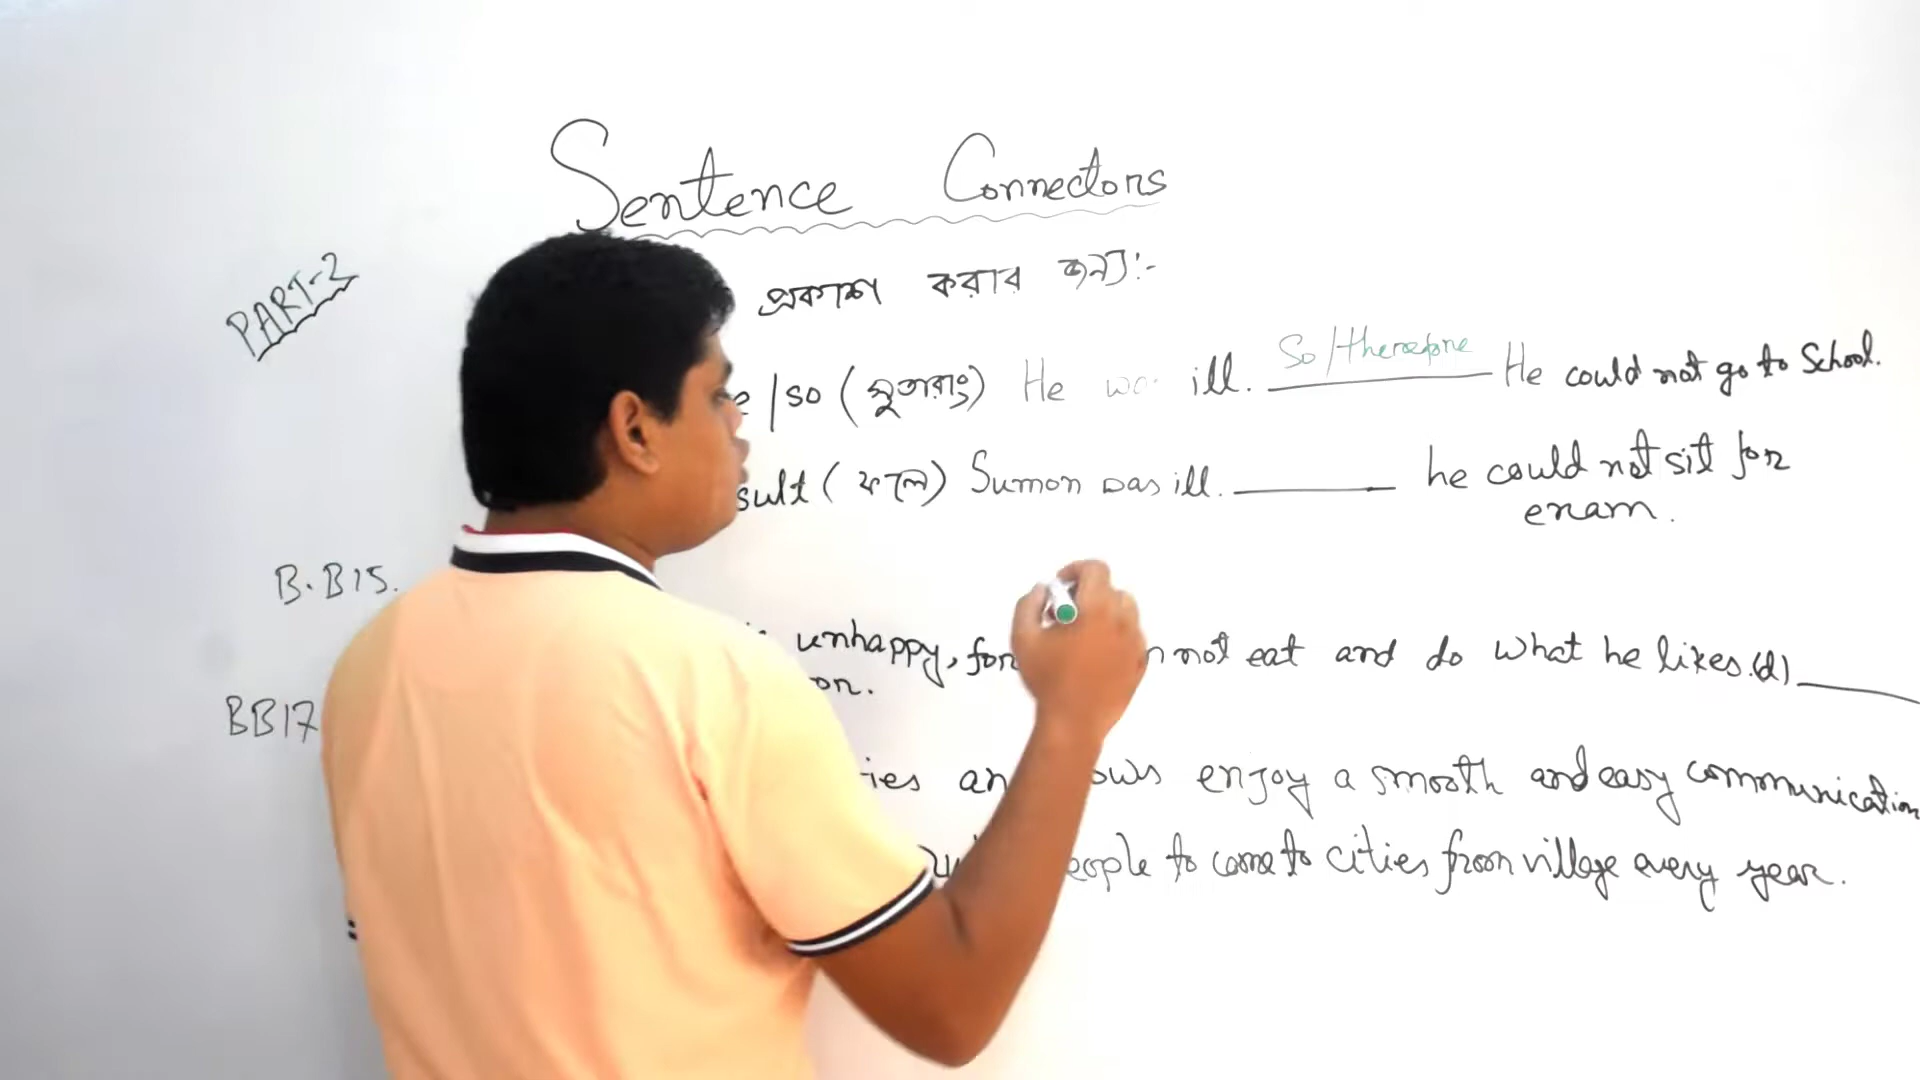 Sentence Connectors
PART-2
প্রকাশ করার জন্য:-
/so (সুতরাং) He was ill. So/therefore He could not go to School.
sult (ফলে) Sumon was ill. ______ he could not sit for
exam.
B.B15.
unhappy, for n not eat and do what he likes.(d) ______
on.
BB17
ies an ows enjoy a smooth and easy communication
eople to come to cities from village every year.